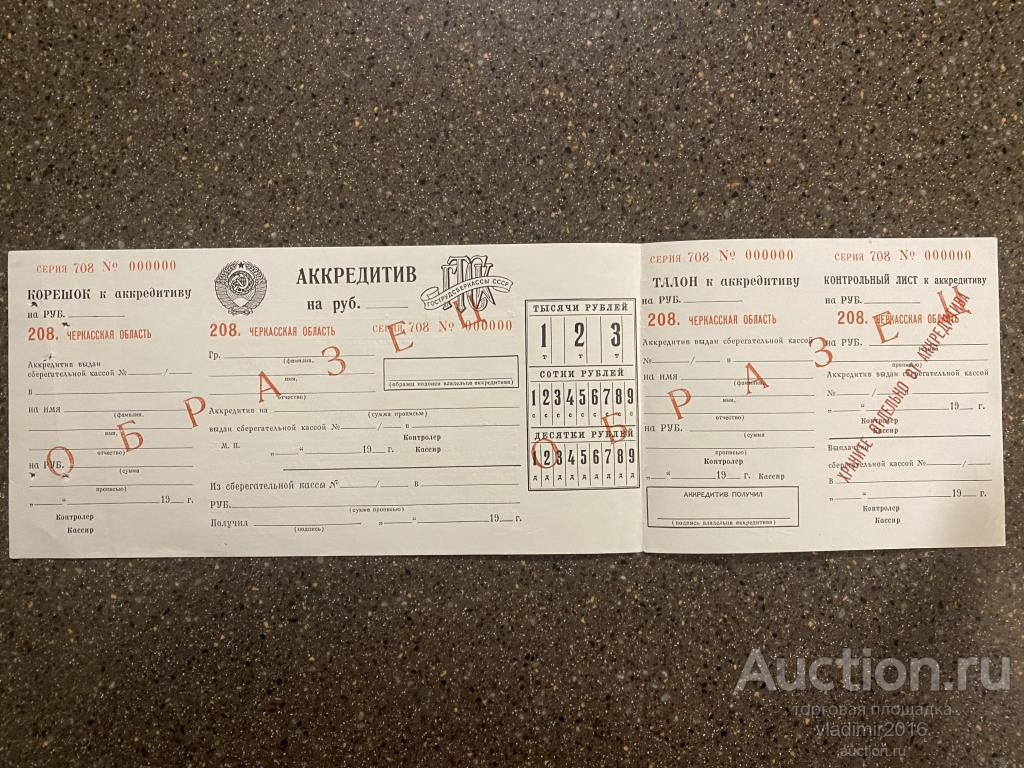 СЕРИЯ 708 № 000000
КОРЕШОК к аккредитиву
на РУБ.
208. ЧЕРКАССКАЯ ОБЛАСТЬ
Аккредитив выдан
сберегательной кассой № /
в
на имя
(фамилия,
имя,
отчество)
на РУБ.
(сумма
прописью)
„ “ 19 г.
Контролер
Кассир
АККРЕДИТИВ
на руб.
ГТСК
ГОСТРУДСБЕРКАССЫ СССР
208. ЧЕРКАССКАЯ ОБЛАСТЬ СЕРИЯ 708 № 000000
Гр.
(фамилия,
имя,
отчество)
(образец подписи владельца аккредитива)
Аккредитив на
(сумма прописью)
выдан сберегательной кассой № / в
М. П. Контролер
„ “ 19 г. Кассир
Из сберегательной кассы № / в
РУБ.
(сумма прописью)
Получил „ “ 19 г.
(подпись)
ТЫСЯЧИ РУБЛЕЙ
1 2 3
т т т
СОТНИ РУБЛЕЙ
1 2 3 4 5 6 7 8 9
с с с с с с с с с
ДЕСЯТКИ РУБЛЕЙ
1 2 3 4 5 6 7 8 9
д д д д д д д д д
ОБРАЗЕЦ
СЕРИЯ 708 № 000000
ТАЛОН к аккредитиву
на РУБ.
208. ЧЕРКАССКАЯ ОБЛАСТЬ
Аккредитив выдан сберегательной кассой
№ / в
на имя
(фамилия,
имя,
отчество)
на РУБ.
(сумма
прописью)
Контролер
„ “ 19 г. Кассир
АККРЕДИТИВ ПОЛУЧИЛ
(подпись владельца аккредитива)
СЕРИЯ 708 № 000000
КОНТРОЛЬНЫЙ ЛИСТ к аккредитиву
на РУБ.
208. ЧЕРКАССКАЯ ОБЛАСТЬ
на РУБ.
(сумма
прописью)
Аккредитив выдан сберегательной кассой
№ / в
„ “ 19 г.
Контролер
Кассир
Выплачен
сберегательной кассой № /
в
„ “ 19 г.
Контролер
Кассир
ОБРАЗЕЦ
ХРАНИТЕ ОТДЕЛЬНО ОТ АККРЕДИТИВА
Auction.ru
торговая площадка
vladimir2016.
auction.ru